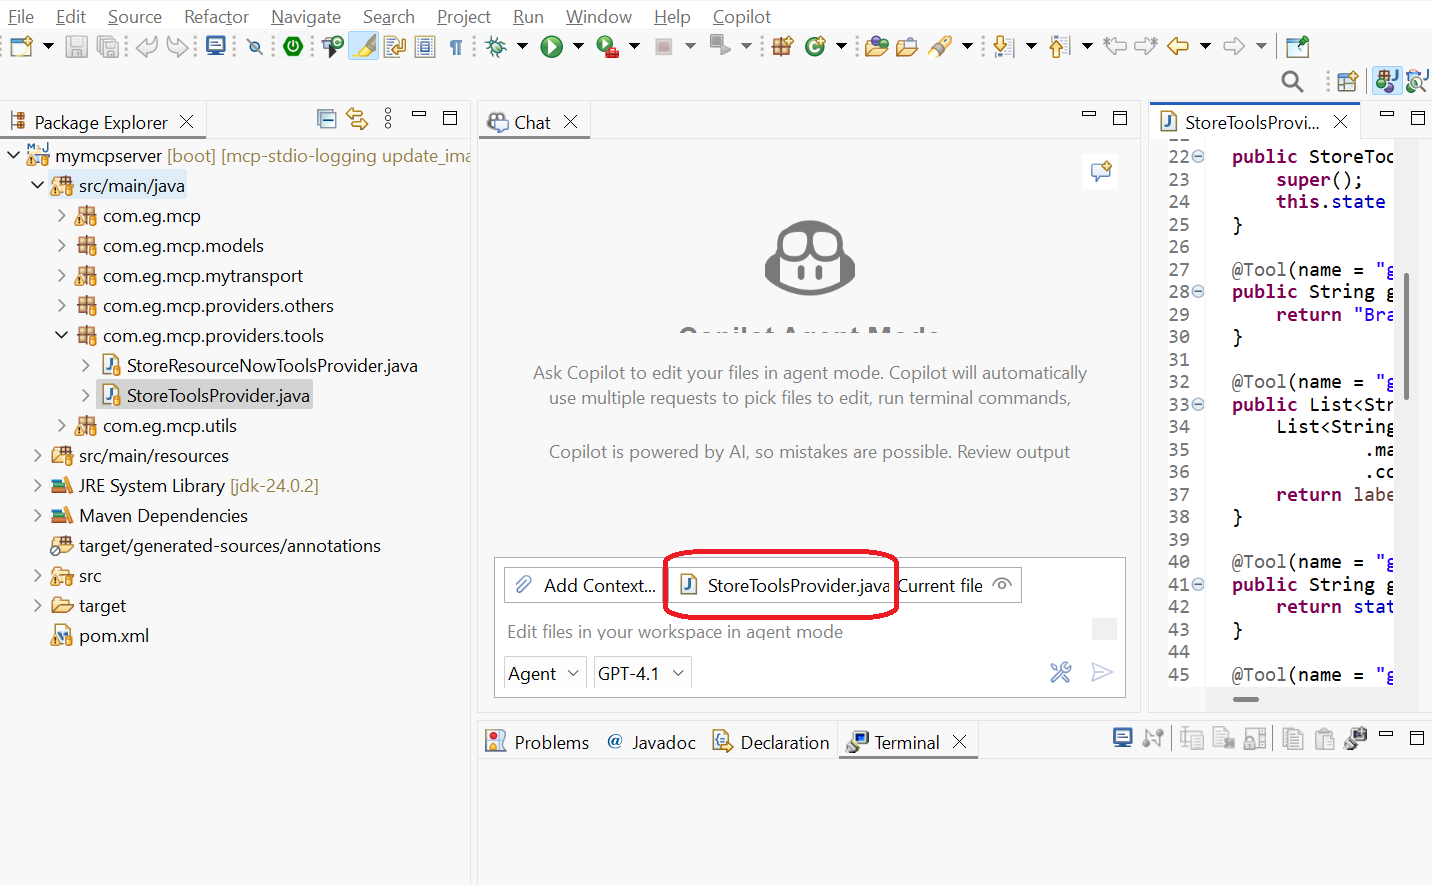 File Edit Source Refactor Navigate Search Project Run Window Help Copilot
Package Explorer
mymcpserver [boot] [mcp-stdio-logging update_ima
src/main/java
com.eg.mcp
com.eg.mcp.models
com.eg.mcp.mytransport
com.eg.mcp.providers.others
com.eg.mcp.providers.tools
StoreResourceNowToolsProvider.java
StoreToolsProvider.java
com.eg.mcp.utils
src/main/resources
JRE System Library [jdk-24.0.2]
Maven Dependencies
target/generated-sources/annotations
src
target
pom.xml
Chat
Copilot Agent Mode
Ask Copilot to edit your files in agent mode. Copilot will automatically
use multiple requests to pick files to edit, run terminal commands,
Copilot is powered by AI, so mistakes are possible. Review output
Add Context... StoreToolsProvider.java Current file
Edit files in your workspace in agent mode
Agent GPT-4.1
StoreToolsProvi...
22 public StoreToo
23 super();
24 this.state
25 }
26
27 @Tool(name = "g
28 public String g
29 return "Bra
30 }
31
32 @Tool(name = "g
33 public List<Str
34 List<String
35 .ma
36 .co
37 return labe
38 }
39
40 @Tool(name = "g
41 public String g
42 return stat
43 }
44
45 @Tool(name = "g
Problems @ Javadoc Declaration Terminal